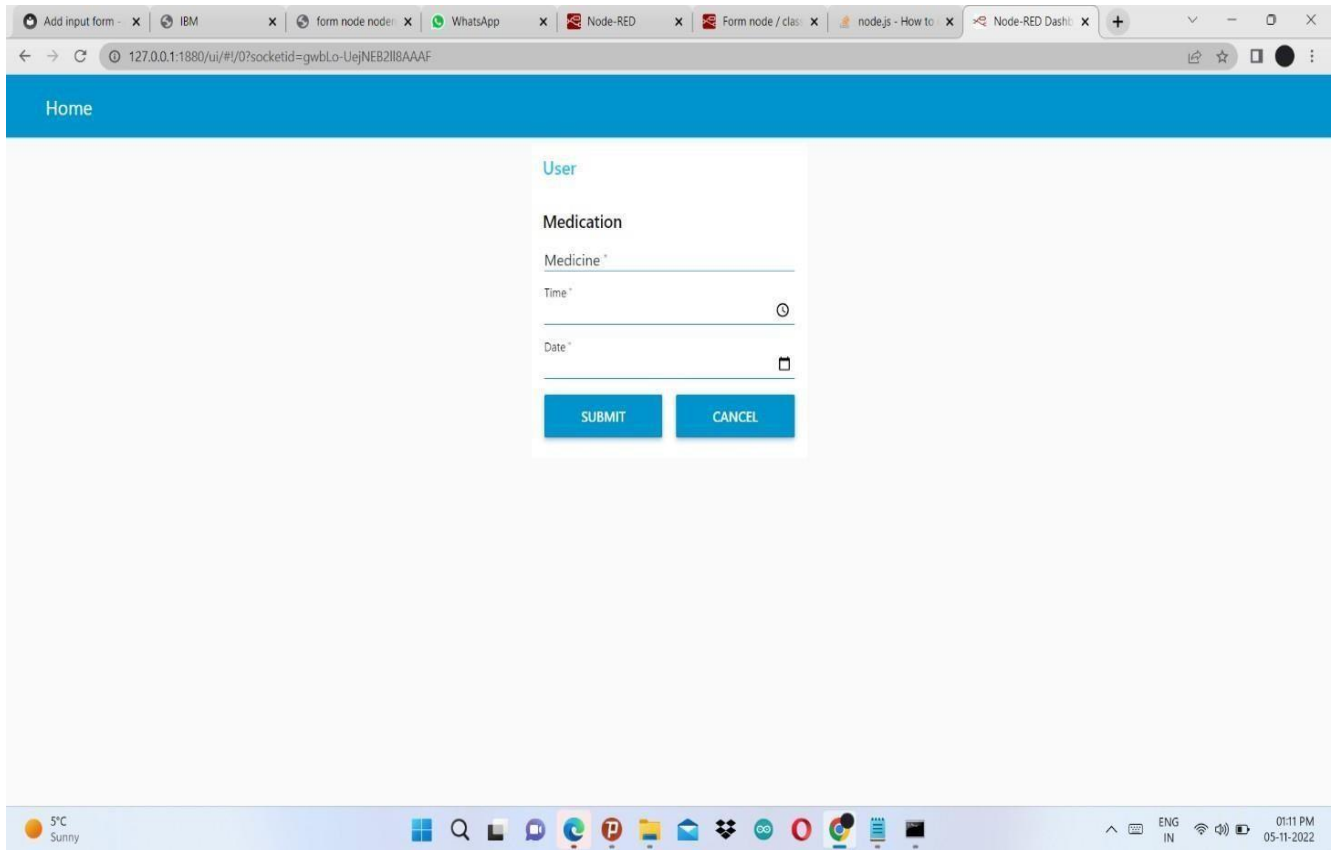 Add input form -
IBM
form node noder
WhatsApp
Node-RED
Form node / clas
node.js - How to
Node-RED Dashb
127.0.0.1:1880/ui/#!/0?socketid=gwbLo-UejNEB2Il8AAAF
Home
User
Medication
Medicine *
Time *
Date *
SUBMIT CANCEL
5°C
Sunny
ENG
IN
01:11 PM
05-11-2022